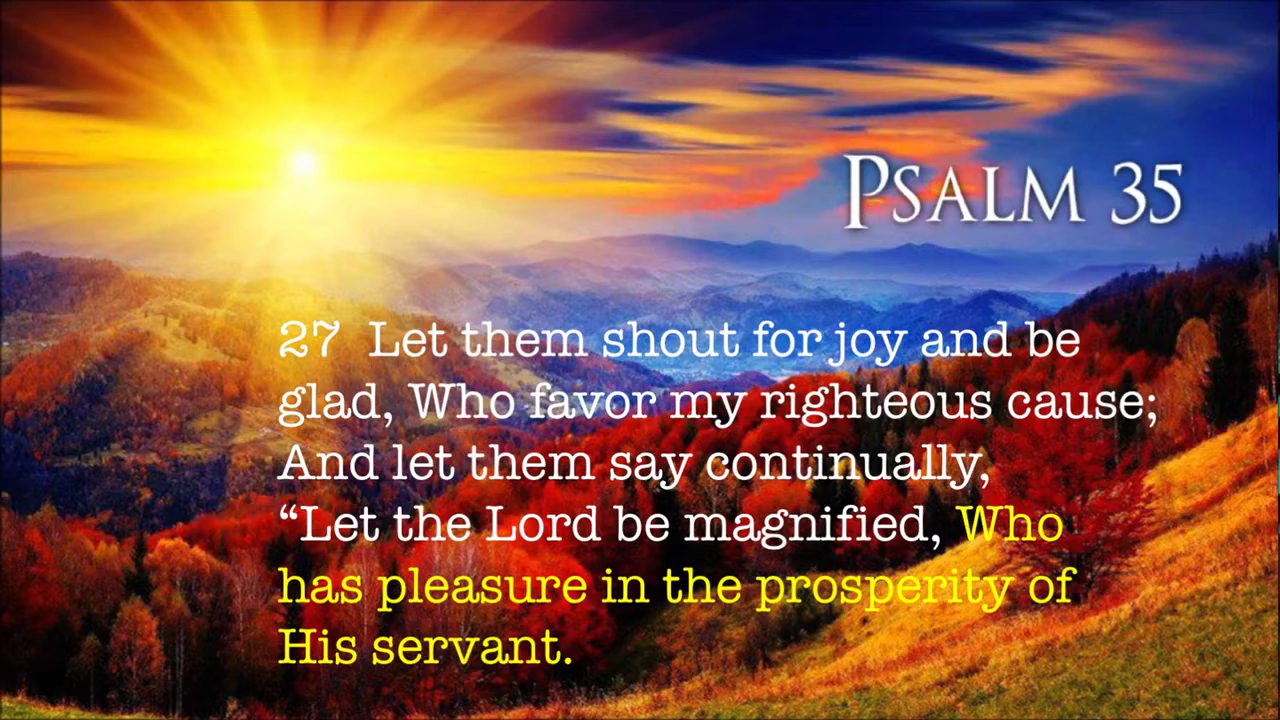 PSALM 35
27 Let them shout for joy and be
glad, Who favor my righteous cause;
And let them say continually,
“Let the Lord be magnified, Who
has pleasure in the prosperity of
His servant.